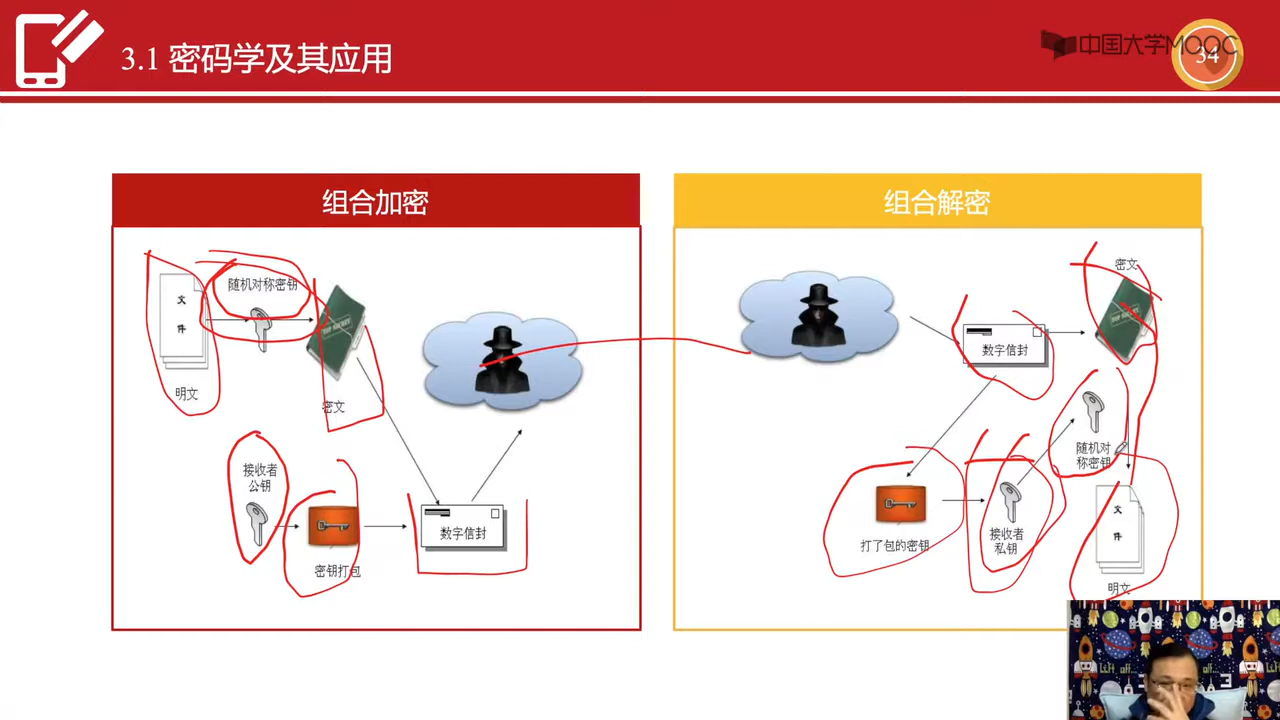 3.1 密码学及其应用
中国大学MOOC
34
组合加密
组合解密
文
件
明文
随机对称密钥
TOP SECRET
密文
接收者
公钥
密钥打包
数字信封
数字信封
密文
打了包的密钥
接收者
私钥
随机对
称密钥
文
件
明文